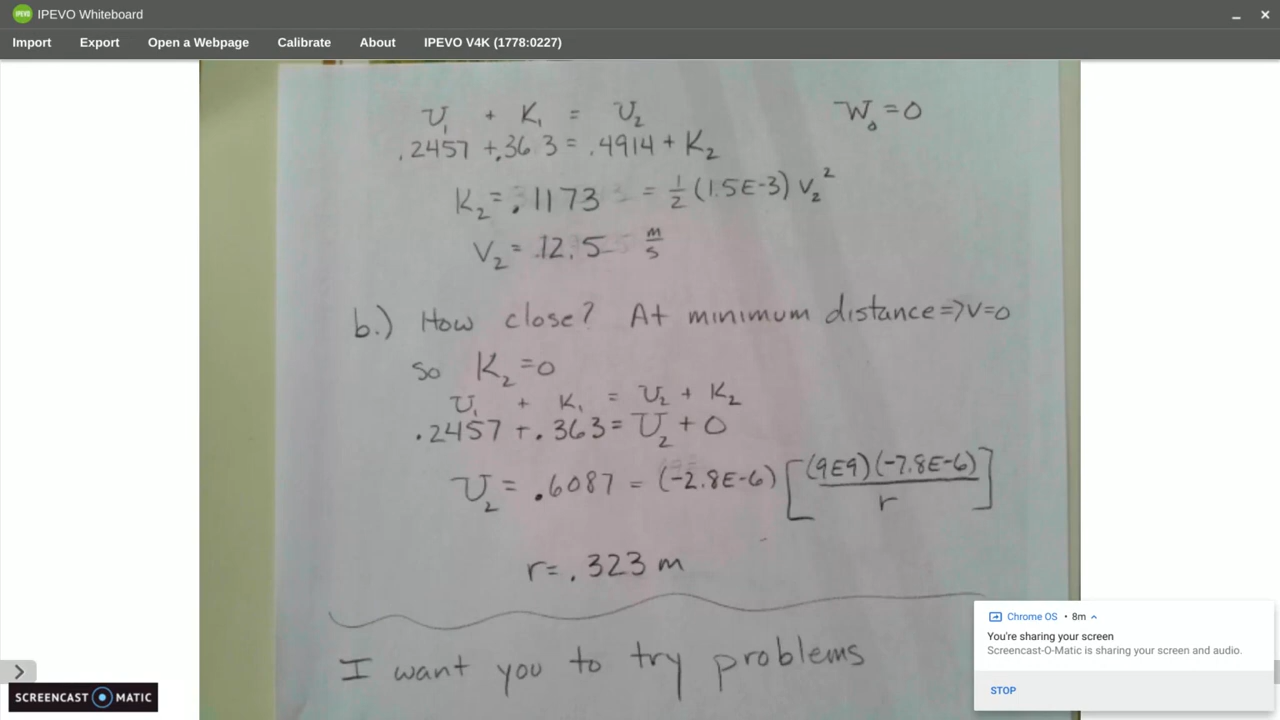 IPEVO Whiteboard
Import Export Open a Webpage Calibrate About IPEVO V4K (1778:0227)
U₁ + K₁ = U₂ W₀ = 0
.2457 + .363 = .4914 + K₂
K₂ = .1173 = ½ (1.5E-3) V₂²
V₂ = 12.5 m/s
b.) How close? At minimum distance => V=0
so K₂ = 0
U₁ + K₁ = U₂ + K₂
.2457 + .363 = U₂ + 0
U₂ = .6087 = (-2.8E-6) [(9E9)(-7.8E-6)/r]
r = .323 m
I want you to try problems
Chrome OS • 8m
You're sharing your screen
Screencast-O-Matic is sharing your screen and audio.
STOP
SCREENCAST O MATIC